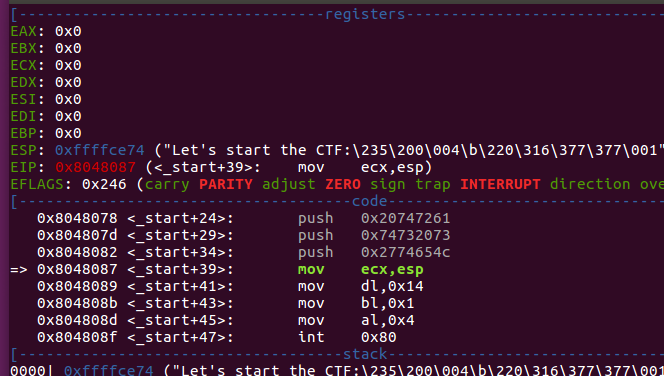 [-------------------------------------registers-----------------------------
EAX: 0x0
EBX: 0x0
ECX: 0x0
EDX: 0x0
ESI: 0x0
EDI: 0x0
EBP: 0x0
ESP: 0xffffce74 ("Let's start the CTF:\235\200\004\b\220\316\377\377\001"
EIP: 0x8048087 (<_start+39>: mov ecx,esp)
EFLAGS: 0x246 (carry PARITY adjust ZERO sign trap INTERRUPT direction ove
[-------------------------------------code----------------------------------
0x8048078 <_start+24>: push 0x20747261
0x804807d <_start+29>: push 0x74732073
0x8048082 <_start+34>: push 0x2774654c
=> 0x8048087 <_start+39>: mov ecx,esp
0x8048089 <_start+41>: mov dl,0x14
0x804808b <_start+43>: mov bl,0x1
0x804808d <_start+45>: mov al,0x4
0x804808f <_start+47>: int 0x80
[------------------------------------stack----------------------------------
0000| 0xffffce74 ("Let's start the CTF:\235\200\004\b\220\316\377\377\001